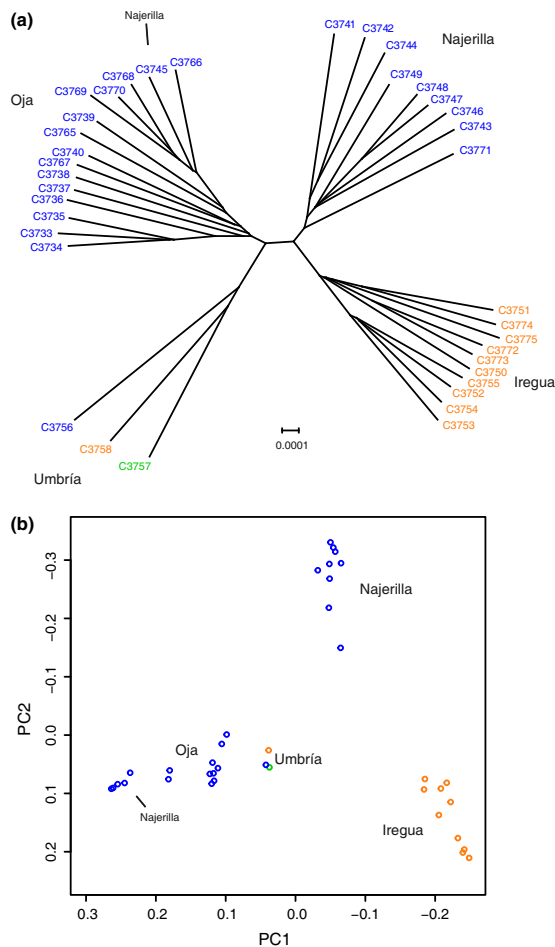 (a)
Najerilla
C3741
C3742
Najerilla
C3744
C3766
C3745
C3768
C3749
Oja
C3770
C3769
C3748
C3747
C3739
C3746
C3765
C3743
C3740
C3771
C3767
C3738
C3737
C3736
C3735
C3733
C3734
C3751
C3774
C3775
C3772
C3773
C3750
C3755
Iregua
C3752
C3754
C3753
C3756
C3758
C3757
0.0001
Umbría
(b)
-0.3
-0.2
-0.1
0.0
0.1
0.2
PC2
Najerilla
Oja
Umbría
Najerilla
Iregua
0.3 0.2 0.1 0.0 -0.1 -0.2
PC1